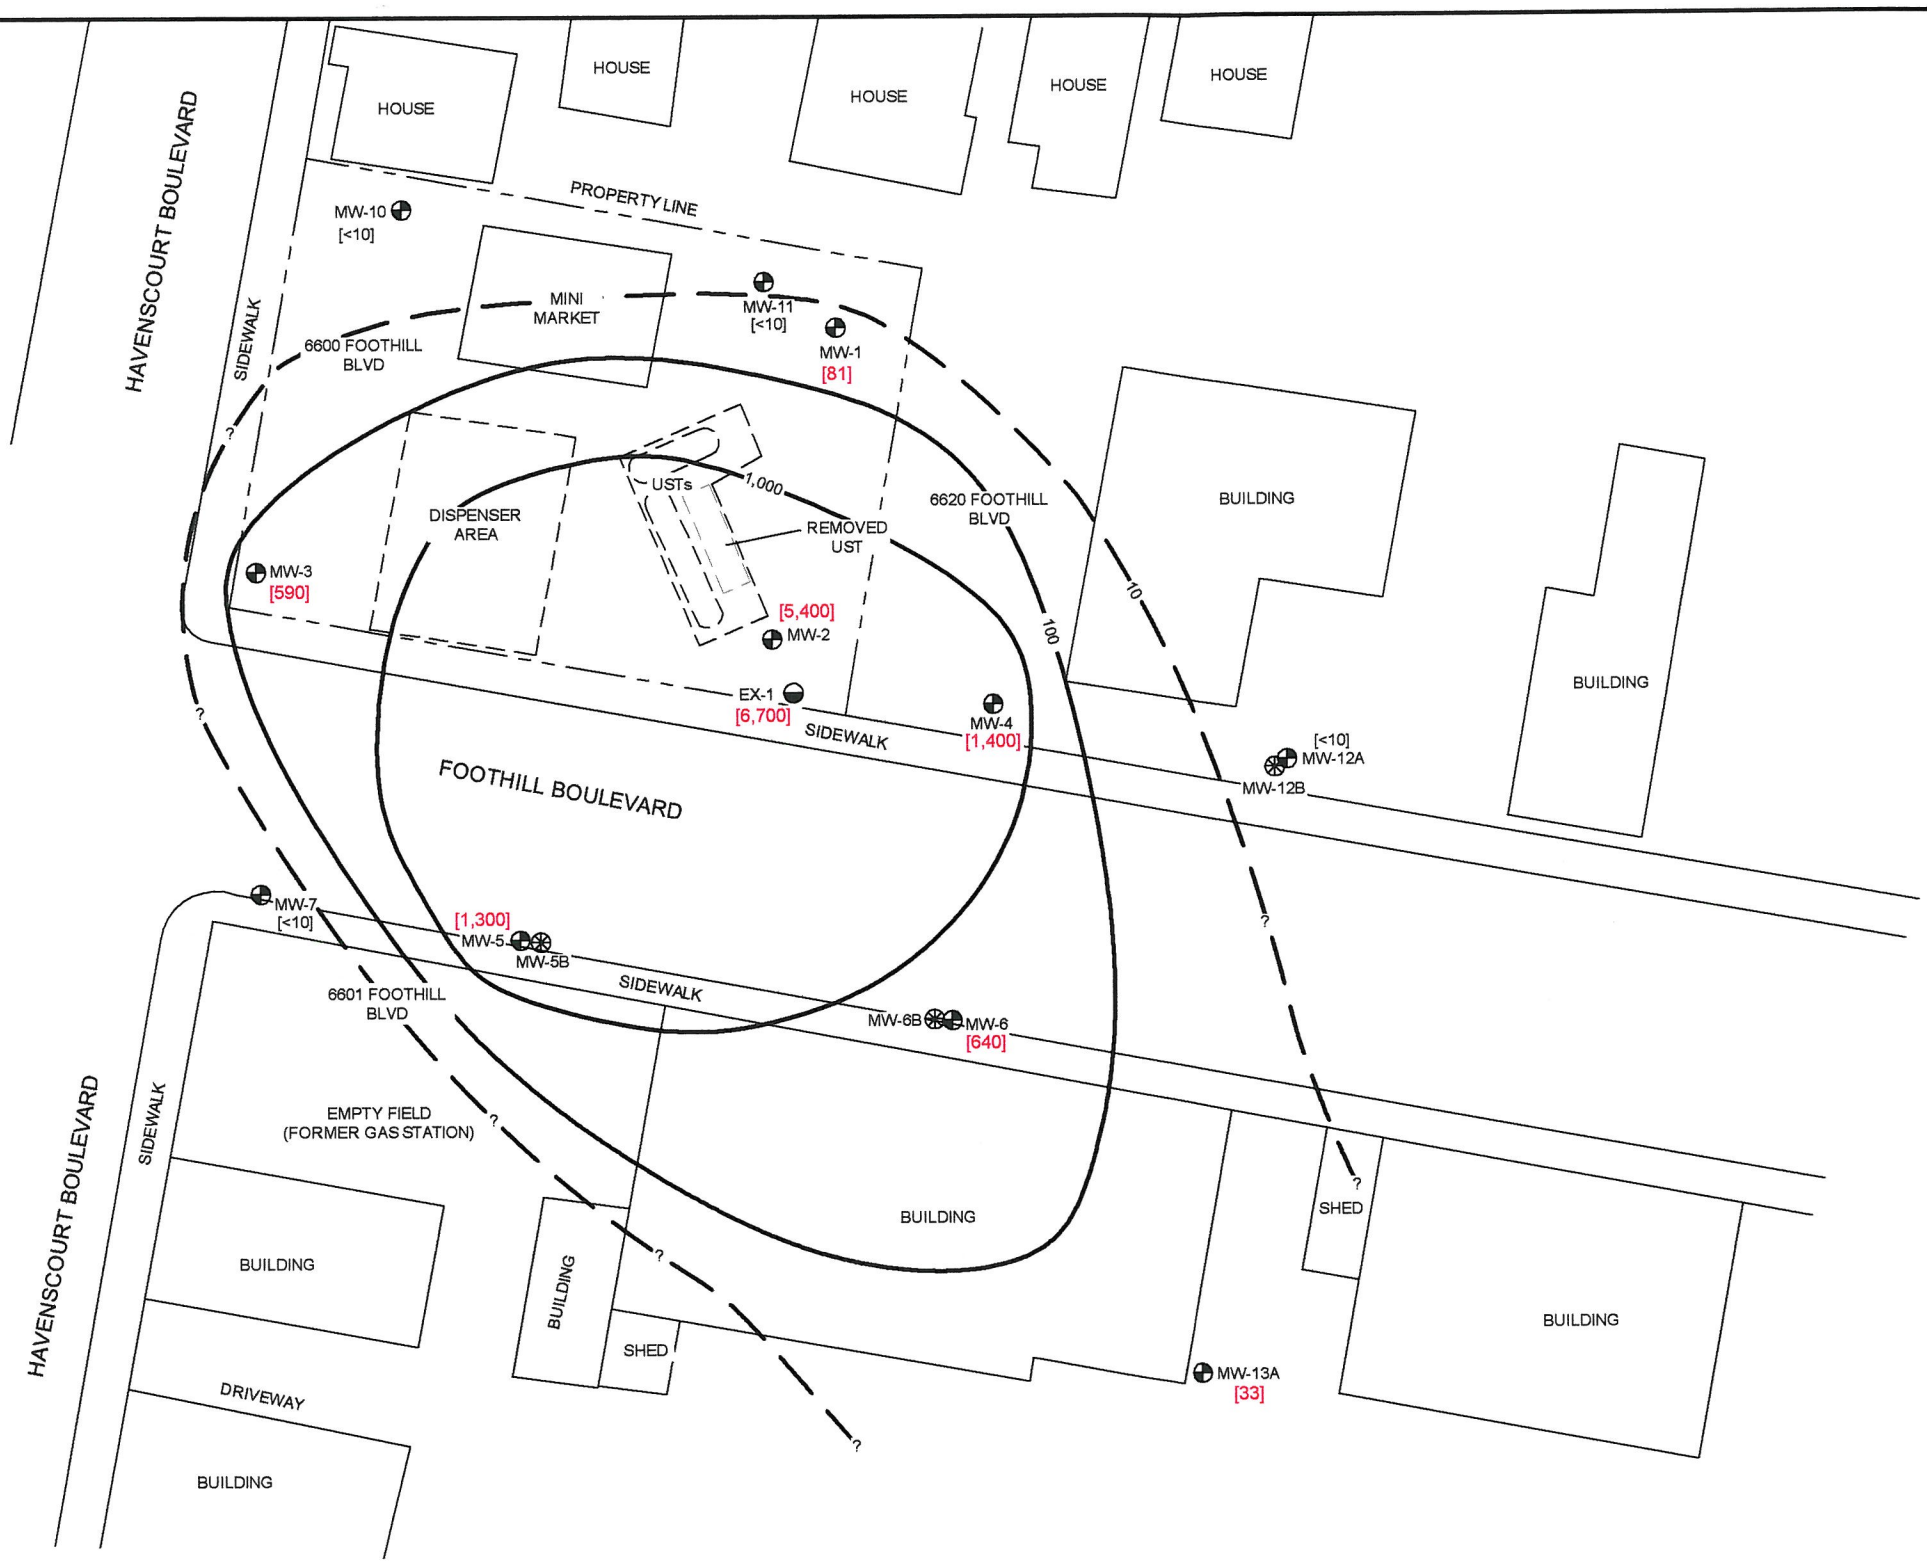 HOUSE
HOUSE
HOUSE
HOUSE
HOUSE
HAVENSCOURT BOULEVARD
SIDEWALK
PROPERTY LINE
MW-10
[<10]
MINI
MARKET
MW-11
[<10]
MW-1
[81]
6600 FOOTHILL
BLVD
?
1,000
USTs
DISPENSER
AREA
REMOVED
UST
6620 FOOTHILL
BLVD
BUILDING
MW-3
[590]
10
100
[5,400]
MW-2
EX-1
[6,700]
SIDEWALK
MW-4
[1,400]
BUILDING
?
[<10]
MW-12A
MW-12B
FOOTHILL BOULEVARD
MW-7
[<10]
[1,300]
MW-5
MW-5B
?
SIDEWALK
6601 FOOTHILL
BLVD
MW-6B
MW-6
[640]
HAVENSCOURT BOULEVARD
SIDEWALK
EMPTY FIELD
(FORMER GAS STATION)
?
?
SHED
BUILDING
BUILDING
?
BUILDING
BUILDING
SHED
BUILDING
MW-13A
[33]
DRIVEWAY
?
BUILDING